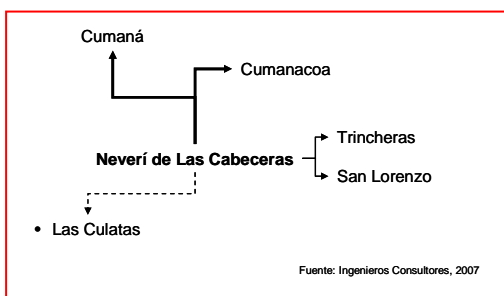 Cumaná
Cumanacoa
Trincheras
Neverí de Las Cabeceras
San Lorenzo
• Las Culatas
Fuente: Ingenieros Consultores, 2007